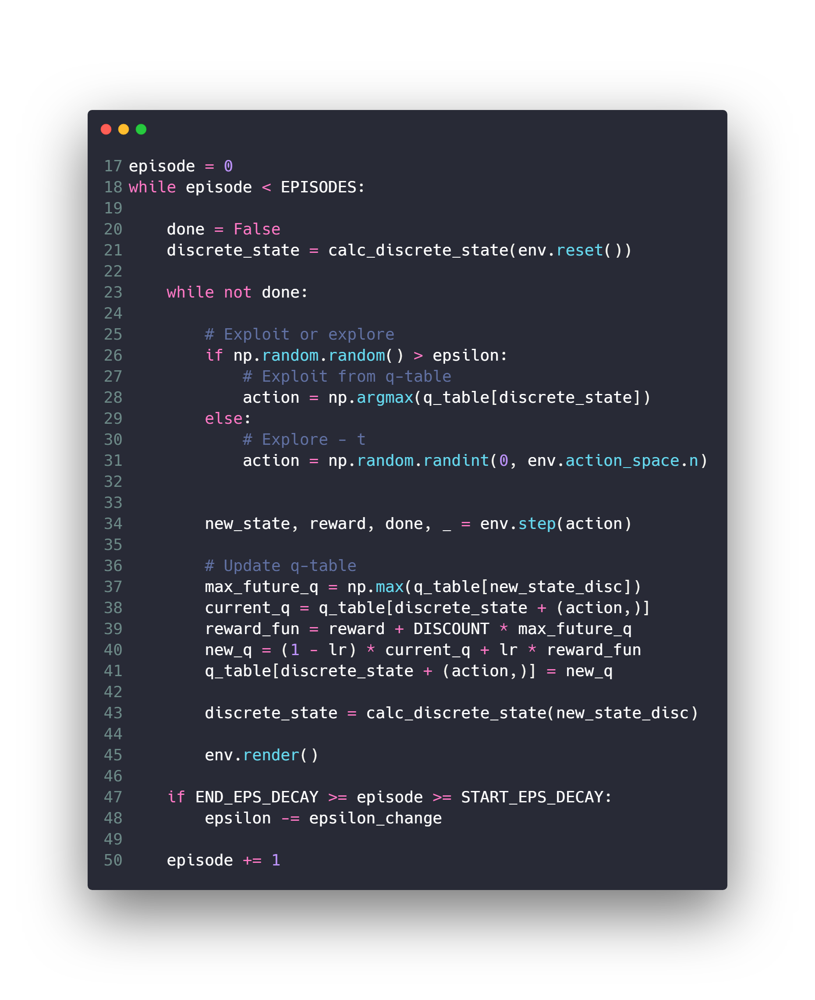 17 episode = 0
18 while episode < EPISODES:
19
20     done = False
21     discrete_state = calc_discrete_state(env.reset())
22
23     while not done:
24
25         # Exploit or explore
26         if np.random.random() > epsilon:
27             # Exploit from q-table
28             action = np.argmax(q_table[discrete_state])
29         else:
30             # Explore - t
31             action = np.random.randint(0, env.action_space.n)
32
33
34         new_state, reward, done, _ = env.step(action)
35
36         # Update q-table
37         max_future_q = np.max(q_table[new_state_disc])
38         current_q = q_table[discrete_state + (action,)]
39         reward_fun = reward + DISCOUNT * max_future_q
40         new_q = (1 - lr) * current_q + lr * reward_fun
41         q_table[discrete_state + (action,)] = new_q
42
43         discrete_state = calc_discrete_state(new_state_disc)
44
45         env.render()
46
47     if END_EPS_DECAY >= episode >= START_EPS_DECAY:
48         epsilon -= epsilon_change
49
50     episode += 1